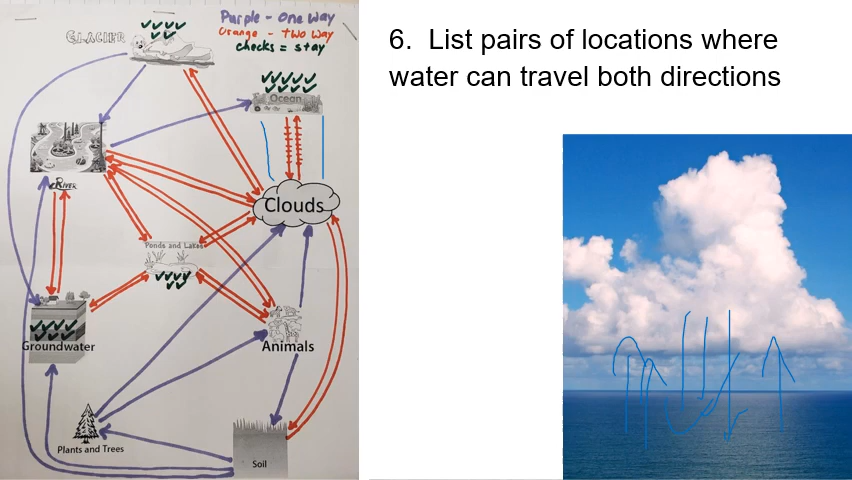 Purple - one way
Orange - Two way
checks = stay
GLACIER
Ocean
River
Clouds
Ponds and Lakes
Groundwater
Animals
Plants and Trees
Soil
6. List pairs of locations where
water can travel both directions